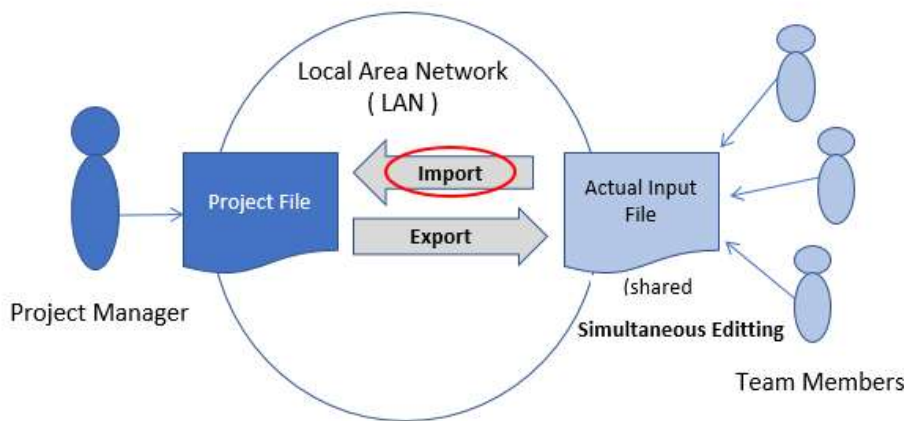 Local Area Network
( LAN )
Import
Project File
Actual Input
File
Export
(shared
Project Manager
Simultaneous Editting
Team Members